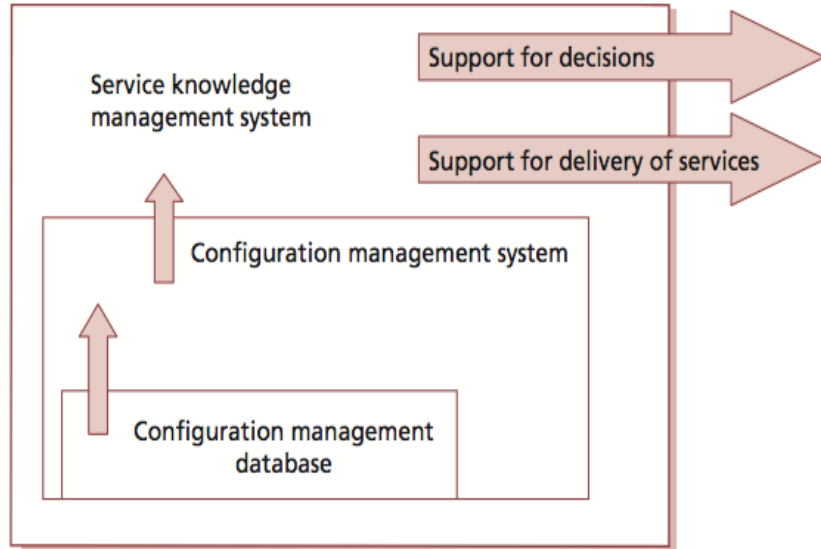 Support for decisions
Service knowledge
management system
Support for delivery of services
Configuration management system
Configuration management
database